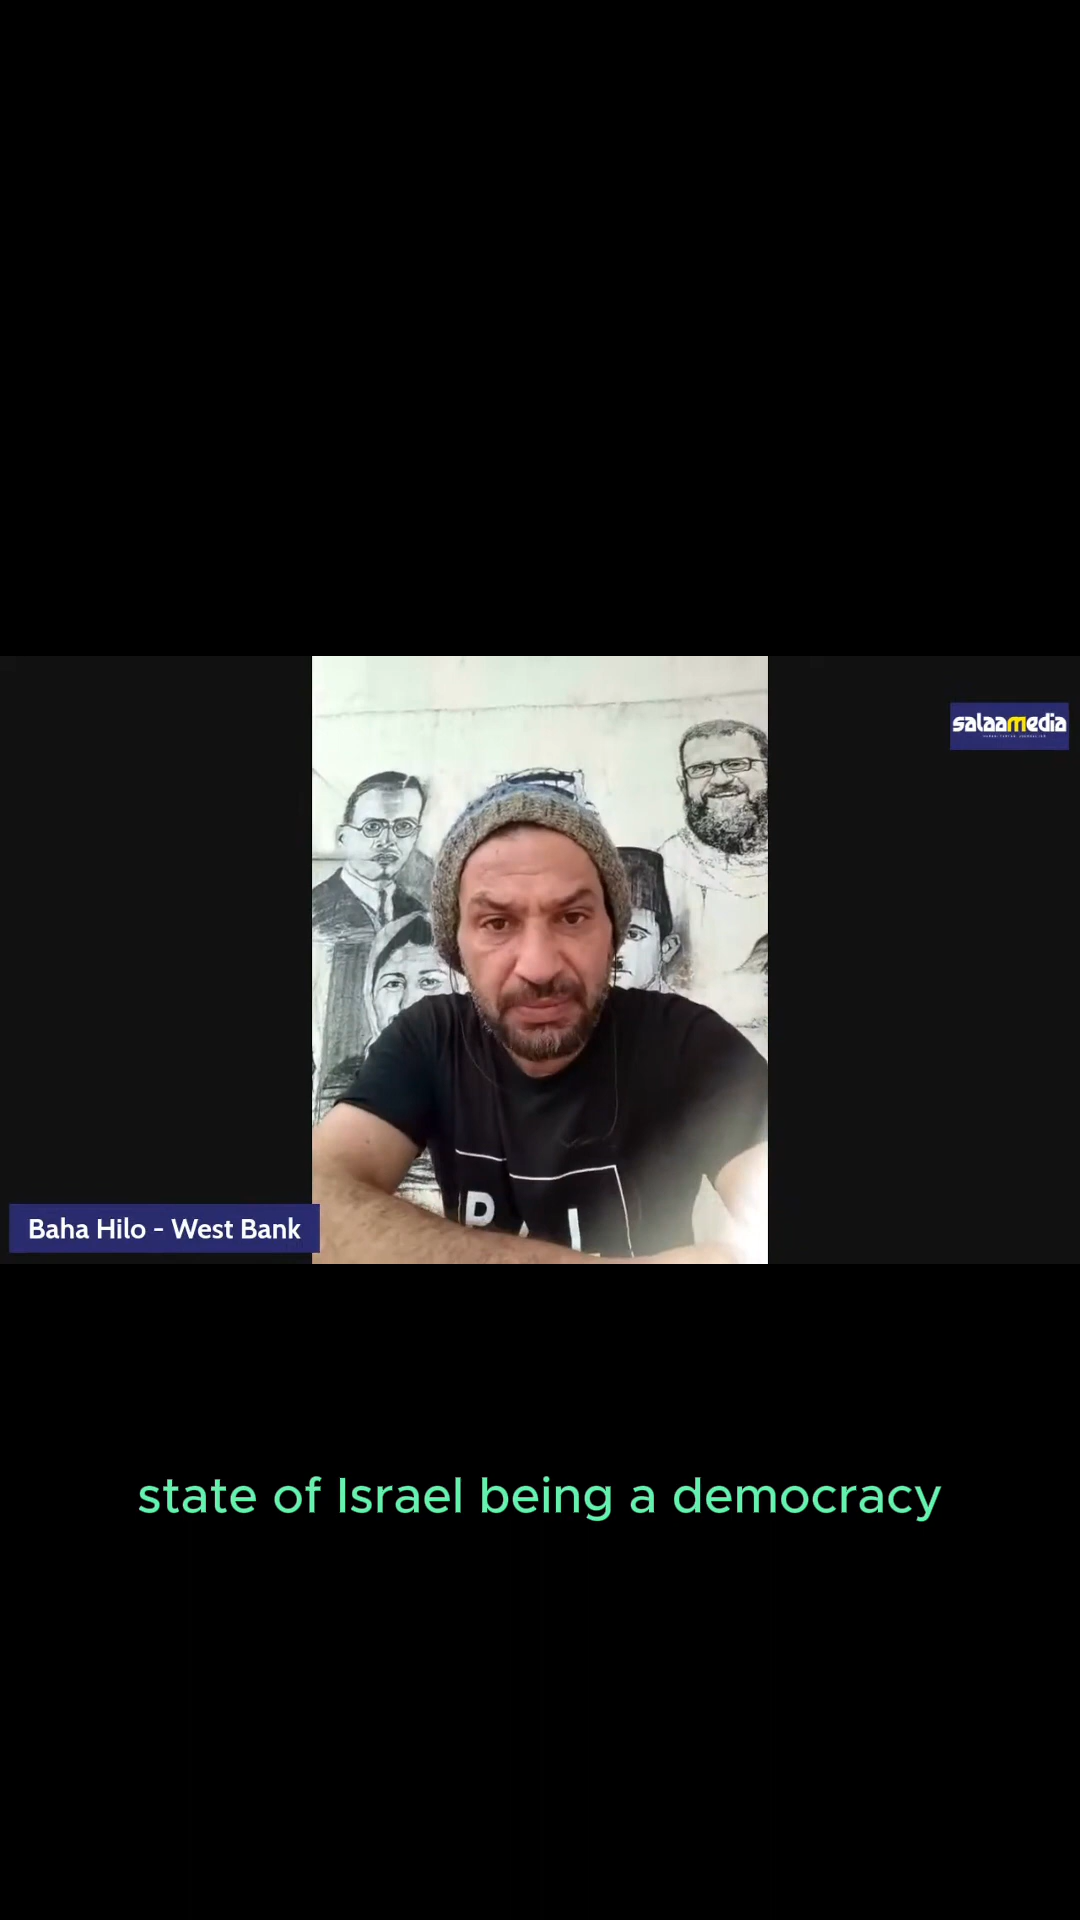 salaamedia
Baha Hilo - West Bank
state of Israel being a democracy